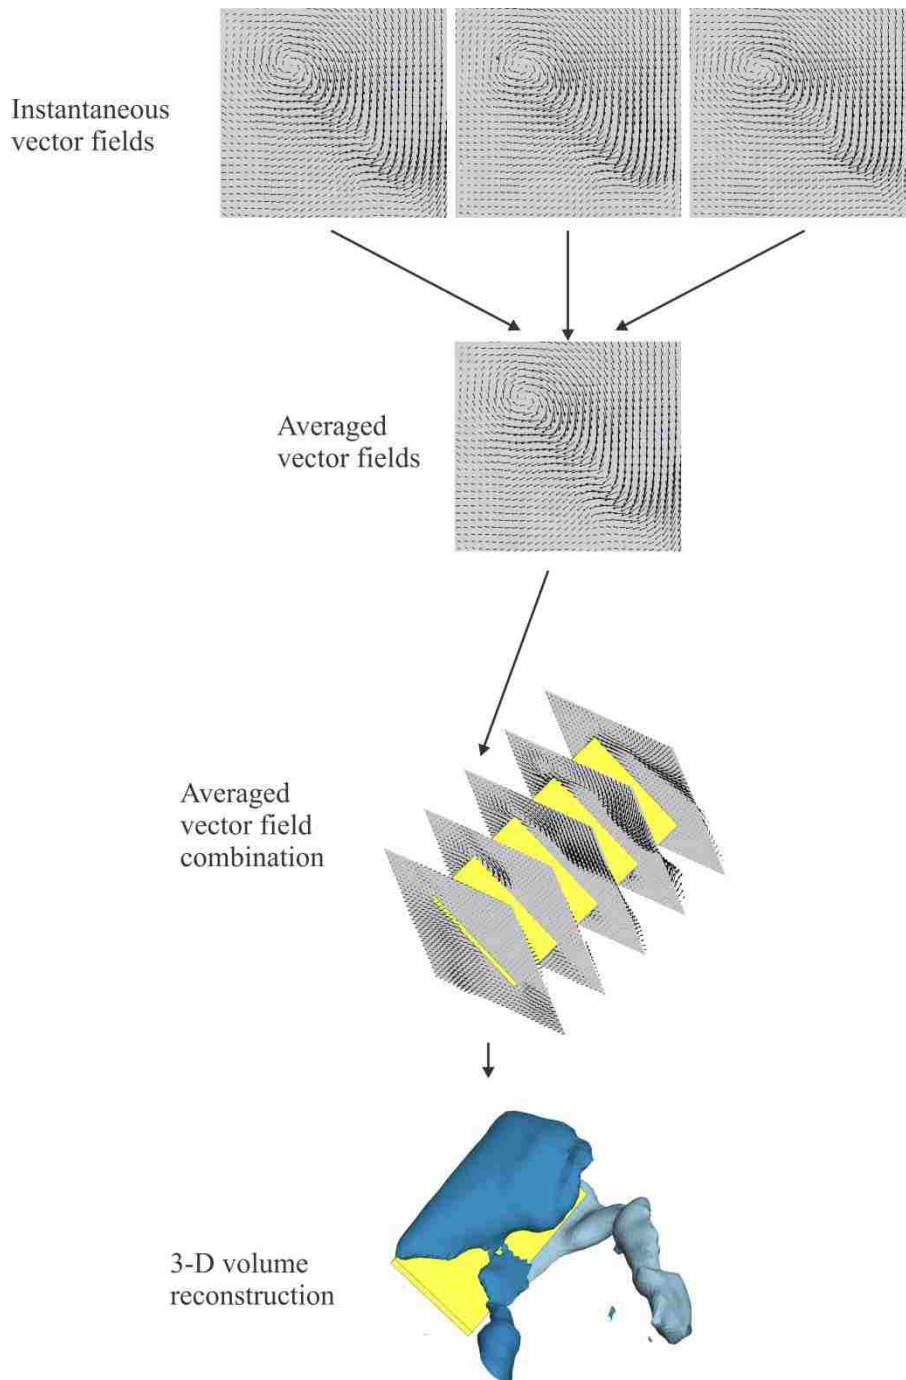 Instantaneous
vector fields
Averaged
vector fields
Averaged
vector field
combination
3-D volume
reconstruction